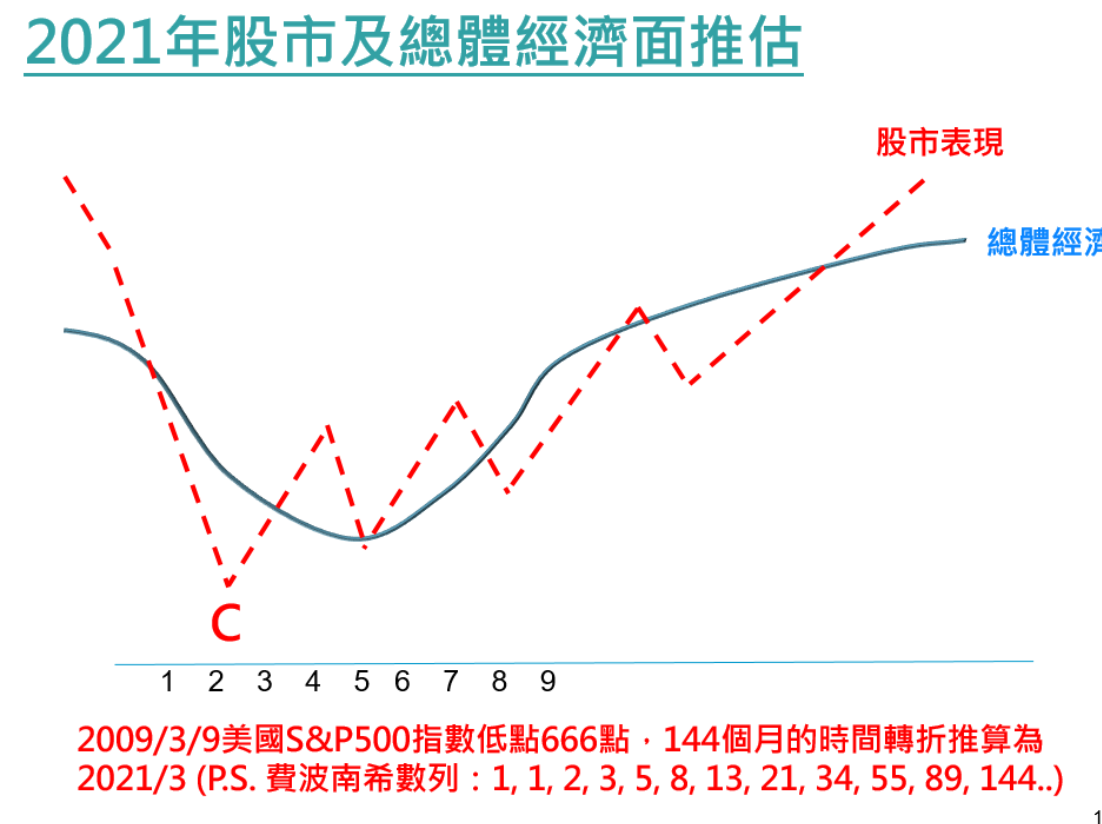 2021年股市及總體經濟面推估
股市表現
總體經濟
C
1 2 3 4 5 6 7 8 9
2009/3/9美國S&P500指數低點666點，144個月的時間轉折推算為
2021/3 (P.S. 費波南希數列：1, 1, 2, 3, 5, 8, 13, 21, 34, 55, 89, 144..)
1